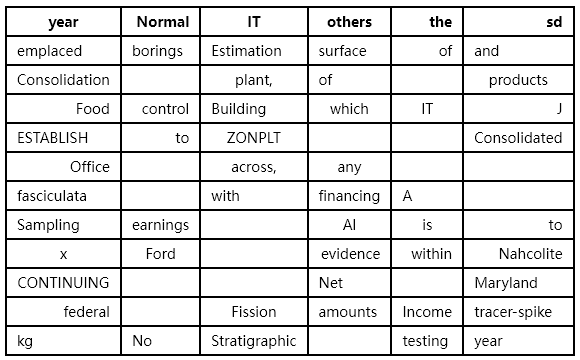 year Normal IT others the sd
emplaced borings Estimation surface of and
Consolidation plant, of products
Food control Building which IT J
ESTABLISH to ZONPLT Consolidated
Office across, any
fasciculata with financing A
Sampling earnings AI is to
x Ford evidence within Nahcolite
CONTINUING Net Maryland
federal Fission amounts Income tracer-spike
kg No Stratigraphic testing year